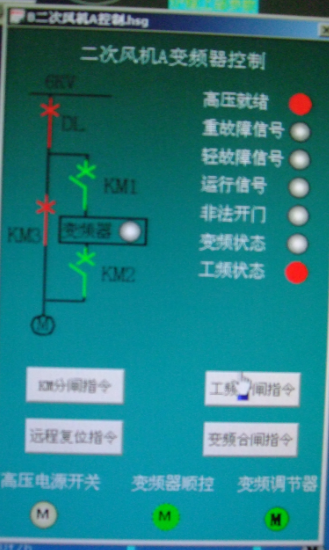 B二次风机A控制.hsg
二次风机A变频器控制
6KV
DL
KM1
KM3
变频器
KM2
M
高压就绪
重故障信号
轻故障信号
运行信号
非法开门
变频状态
工频状态
KM分闸指令
远程复位指令
变频合闸指令
高压电源开关
变频器顺控
变频调节器
M
M
M